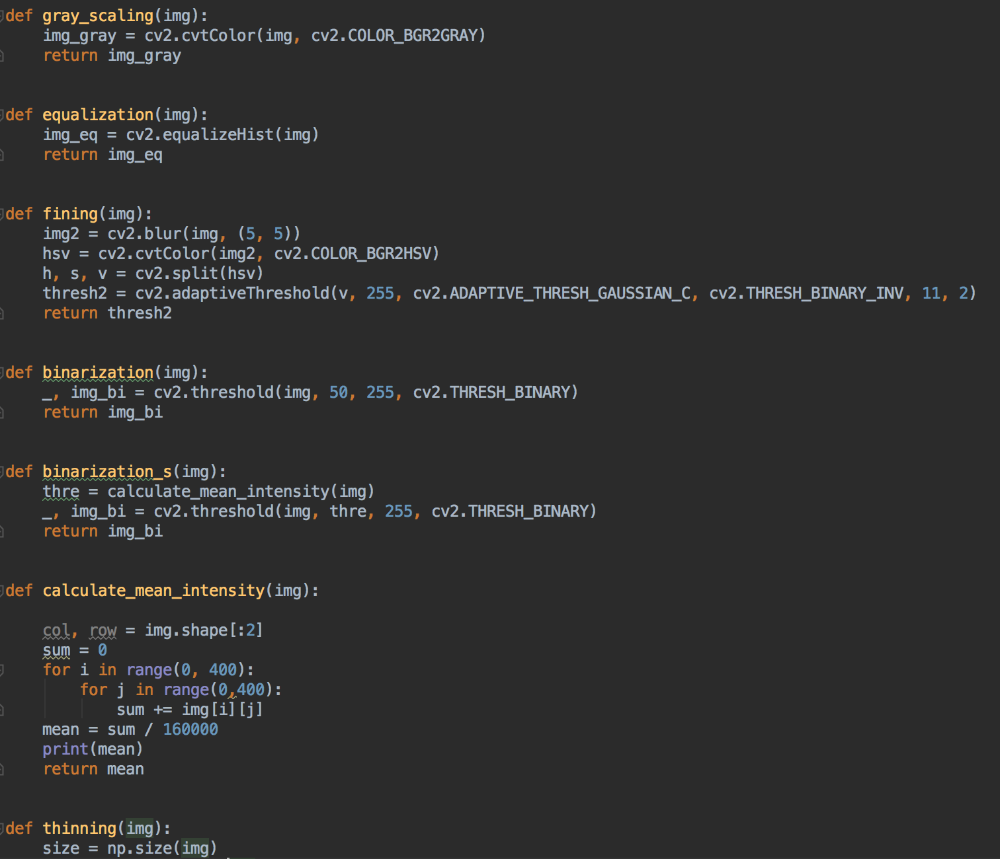 def gray_scaling(img):
    img_gray = cv2.cvtColor(img, cv2.COLOR_BGR2GRAY)
    return img_gray
def equalization(img):
    img_eq = cv2.equalizeHist(img)
    return img_eq
def fining(img):
    img2 = cv2.blur(img, (5, 5))
    hsv = cv2.cvtColor(img2, cv2.COLOR_BGR2HSV)
    h, s, v = cv2.split(hsv)
    thresh2 = cv2.adaptiveThreshold(v, 255, cv2.ADAPTIVE_THRESH_GAUSSIAN_C, cv2.THRESH_BINARY_INV, 11, 2)
    return thresh2
def binarization(img):
    _, img_bi = cv2.threshold(img, 50, 255, cv2.THRESH_BINARY)
    return img_bi
def binarization_s(img):
    thre = calculate_mean_intensity(img)
    _, img_bi = cv2.threshold(img, thre, 255, cv2.THRESH_BINARY)
    return img_bi
def calculate_mean_intensity(img):
    col, row = img.shape[:2]
    sum = 0
    for i in range(0, 400):
        for j in range(0,400):
            sum += img[i][j]
    mean = sum / 160000
    print(mean)
    return mean
def thinning(img):
    size = np.size(img)